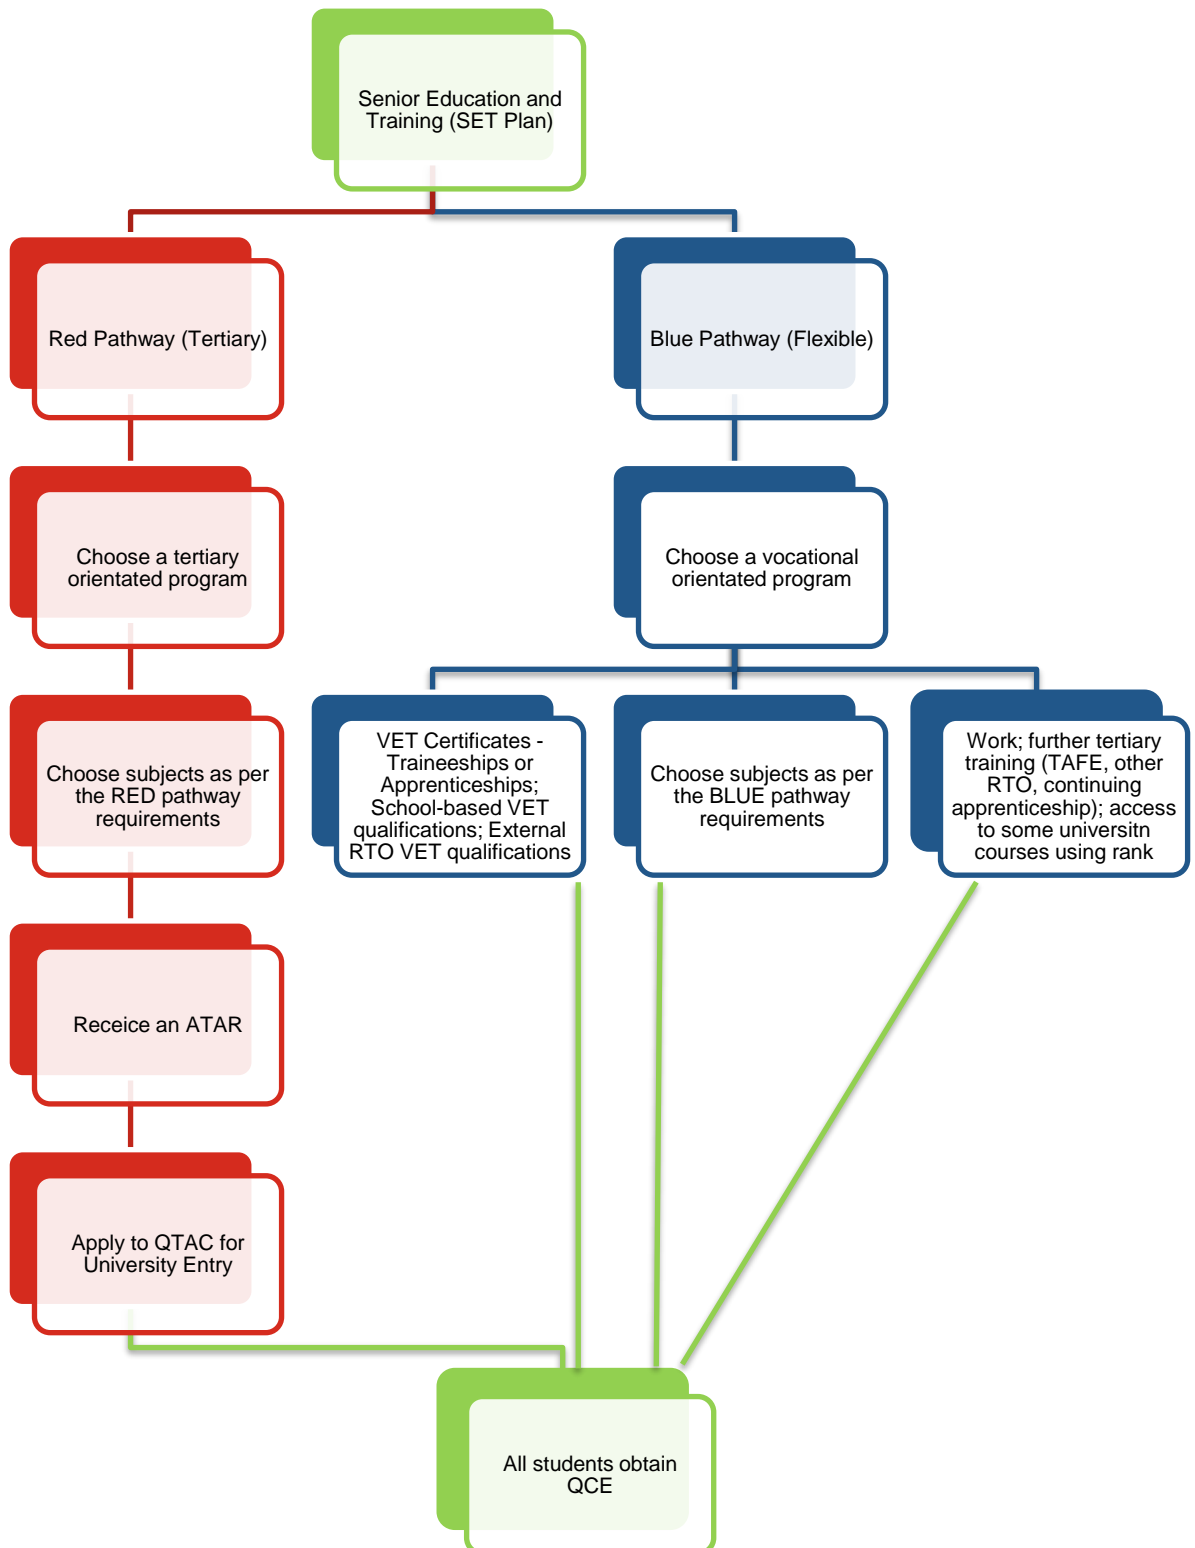 Senior Education and
Training (SET Plan)
Red Pathway (Tertiary)
Blue Pathway (Flexible)
Choose a tertiary
orientated program
Choose a vocational
orientated program
Choose subjects as per
the RED pathway
requirements
VET Certificates -
Traineeships or
Apprenticeships;
School-based VET
qualifications; External
RTO VET qualifications
Choose subjects as per
the BLUE pathway
requirements
Work; further tertiary
training (TAFE, other
RTO, continuing
apprenticeship); access
to some universitn
courses using rank
Receice an ATAR
Apply to QTAC for
University Entry
All students obtain
QCE